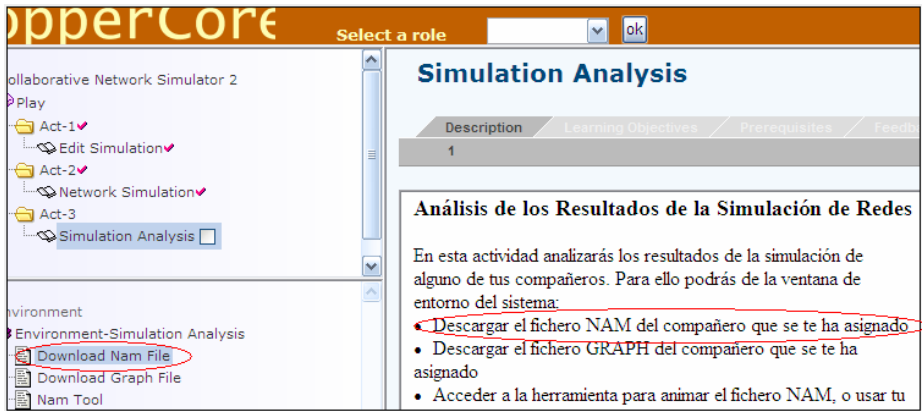 opperCore
Select a role
ok
ollaborative Network Simulator 2
Play
Act-1
Edit Simulation
Act-2
Network Simulation
Act-3
Simulation Analysis
nvironment
Environment-Simulation Analysis
Download Nam File
Download Graph File
Nam Tool
Simulation Analysis
Description Learning Objectives Prerequisites Feedb
1
Análisis de los Resultados de la Simulación de Redes
En esta actividad analizarás los resultados de la simulación de
alguno de tus compañeros. Para ello podrás de la ventana de
entorno del sistema:
• Descargar el fichero NAM del compañero que se te ha asignado
• Descargar el fichero GRAPH del compañero que se te ha
asignado
• Acceder a la herramienta para animar el fichero NAM, o usar tu